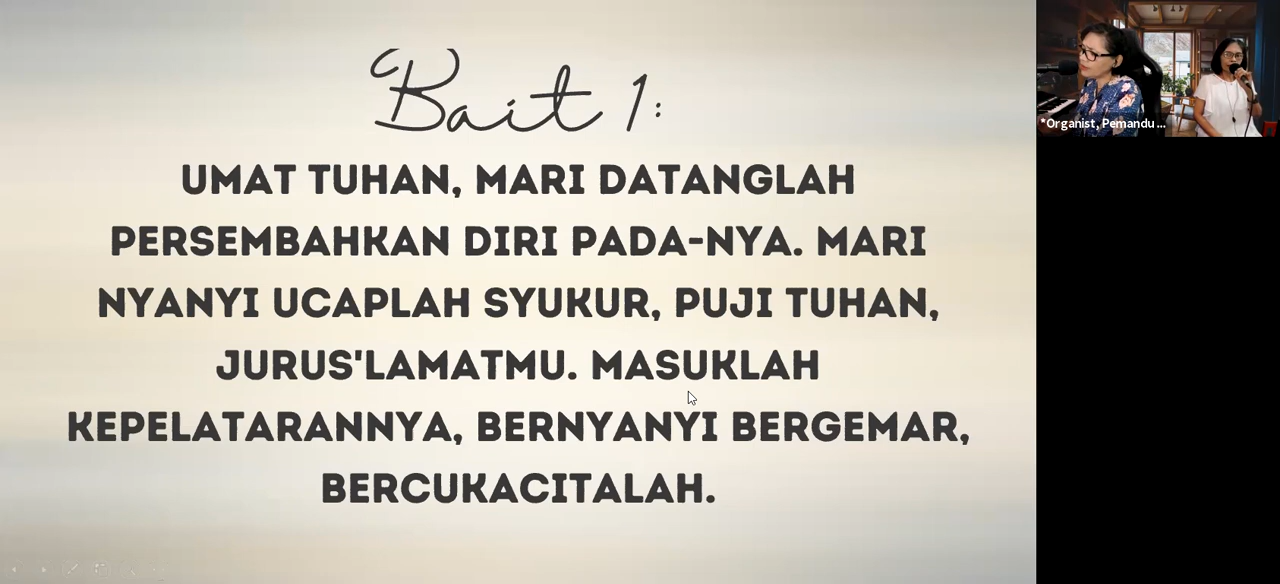 Bait 1:
UMAT TUHAN, MARI DATANGLAH
PERSEMBAHKAN DIRI PADA-NYA. MARI
NYANYI UCAPLAH SYUKUR, PUJI TUHAN,
JURUS'LAMATMU. MASUKLAH
KEPELATARANNYA, BERNYANYI BERGEMAR,
BERCUKACITALAH.
*Organist, Pemandu ...